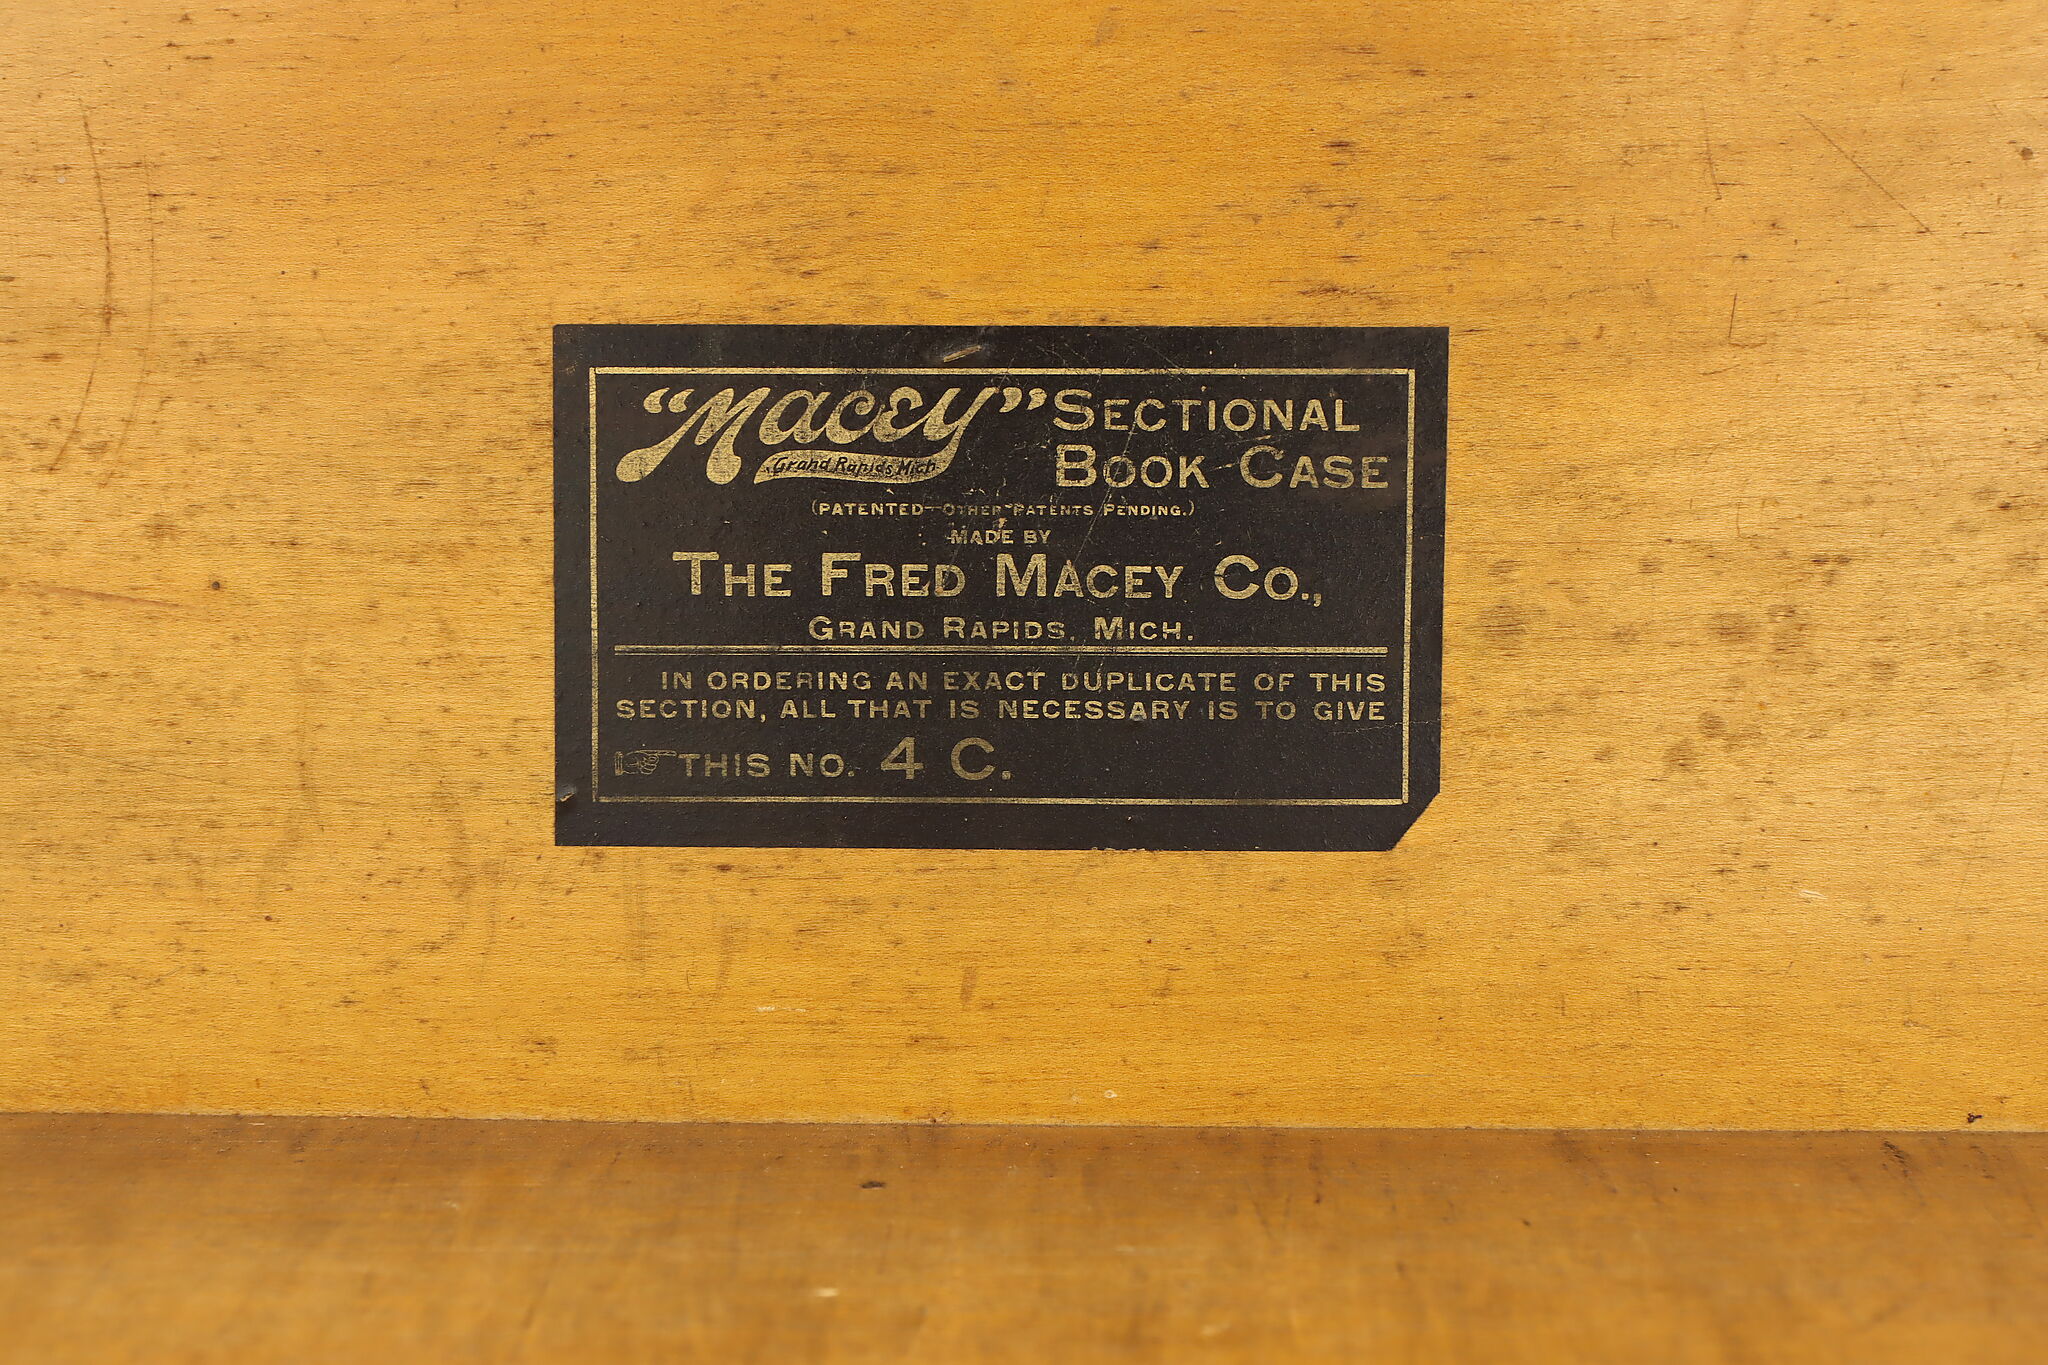 "Macey" Sectional
Grand Rapids Mich
Book Case
(Patented—Other Patents Pending.)
MADE BY
The Fred Macey Co.,
Grand Rapids, Mich.
IN ORDERING AN EXACT DUPLICATE OF THIS
SECTION, ALL THAT IS NECESSARY IS TO GIVE
☞THIS NO. 4 C.